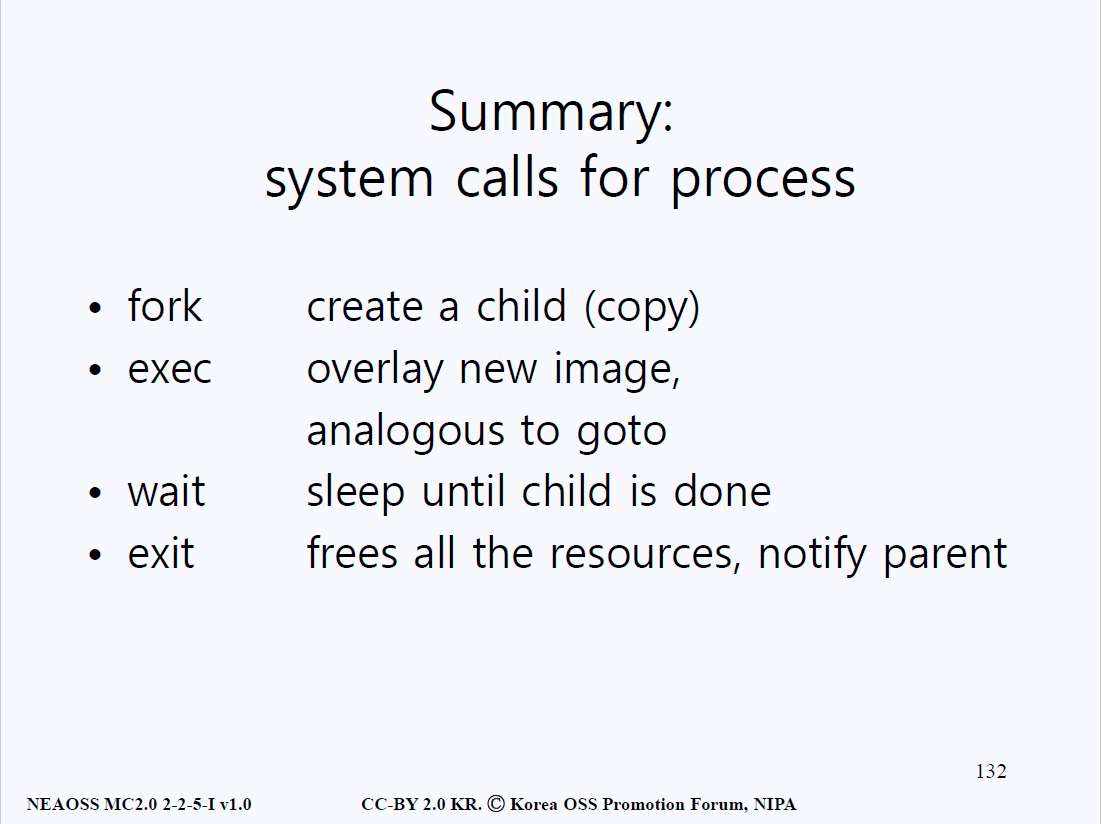 Summary:
system calls for process
• fork create a child (copy)
• exec overlay new image,
analogous to goto
• wait sleep until child is done
• exit frees all the resources, notify parent
132
NEAOSS MC2.0 2-2-5-I v1.0 CC-BY 2.0 KR. Ⓒ Korea OSS Promotion Forum, NIPA